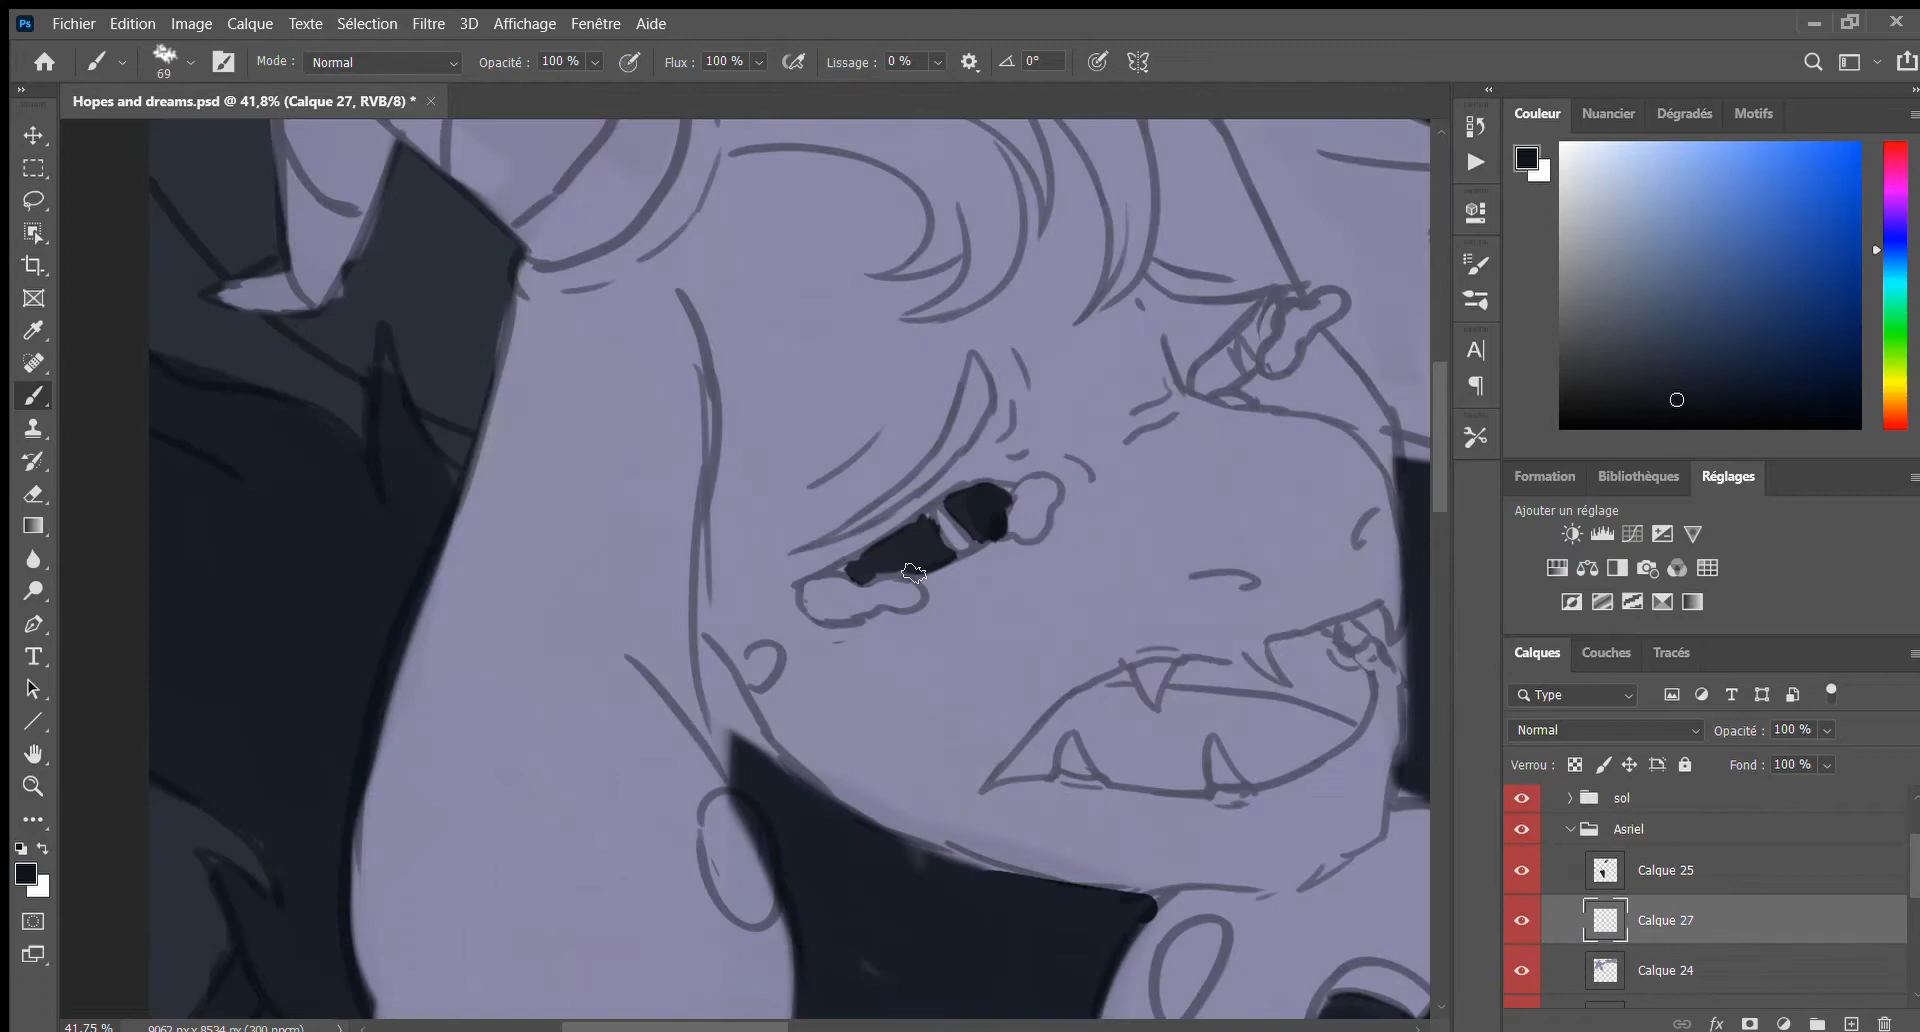 Ps Fichier Edition Image Calque Texte Sélection Filtre 3D Affichage Fenêtre Aide
69 Mode : Normal Opacité : 100 % Flux : 100 % Lissage : 0 % 0°
Hopes and dreams.psd @ 41,8% (Calque 27, RVB/8) *
Couleur Nuancier Dégradés Motifs
Formation Bibliothèques Réglages
Ajouter un réglage
Calques Couches Tracés
Type
Normal Opacité : 100 %
Verrou : Fond : 100 %
sol
Asriel
Calque 25
Calque 27
Calque 24
41,75 % 9062 px x 8534 px (300 ppcm)
fx